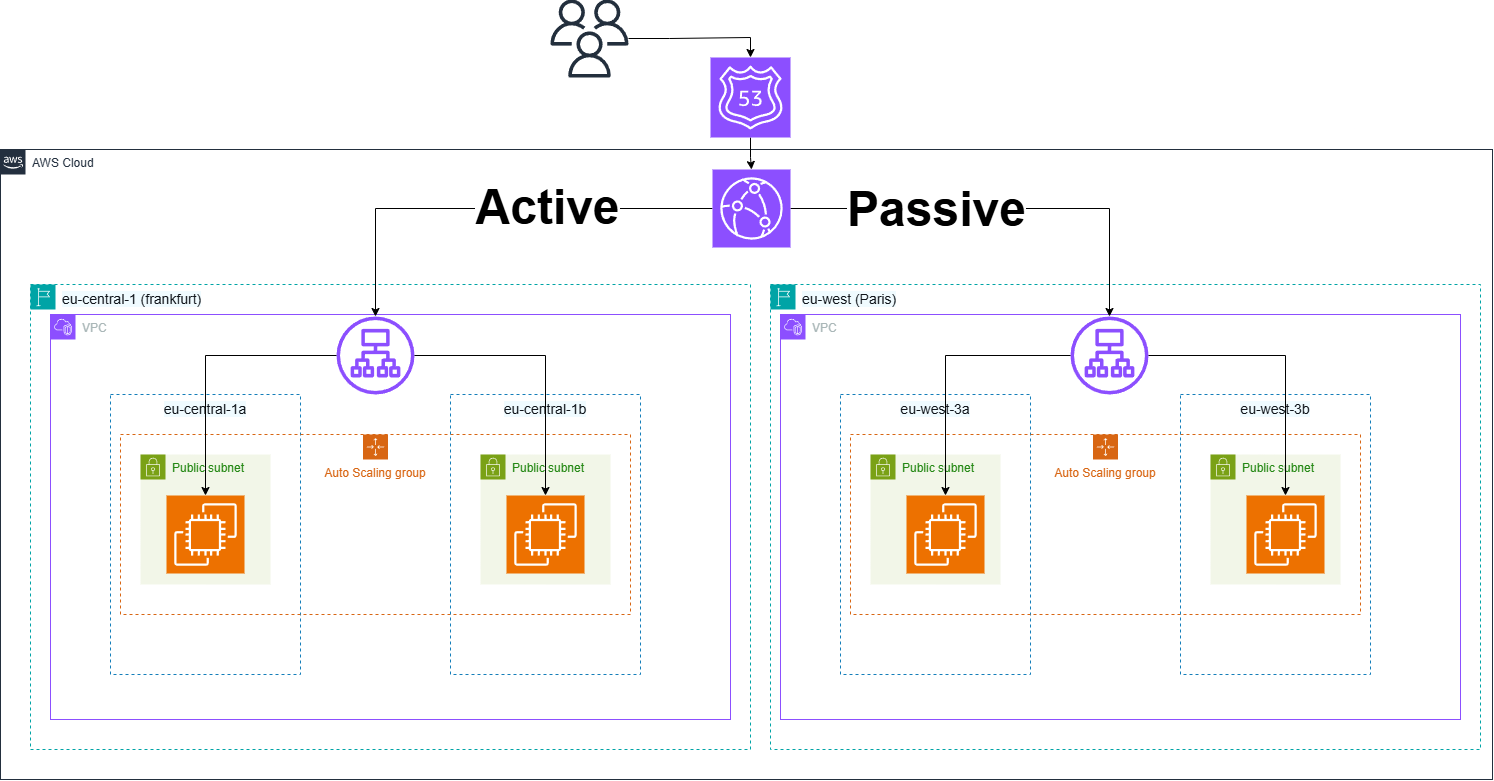 53
aws
AWS Cloud
Active
Passive
eu-central-1 (frankfurt)
eu-west (Paris)
VPC
VPC
eu-central-1a
eu-central-1b
eu-west-3a
eu-west-3b
Public subnet
Auto Scaling group
Public subnet
Public subnet
Auto Scaling group
Public subnet